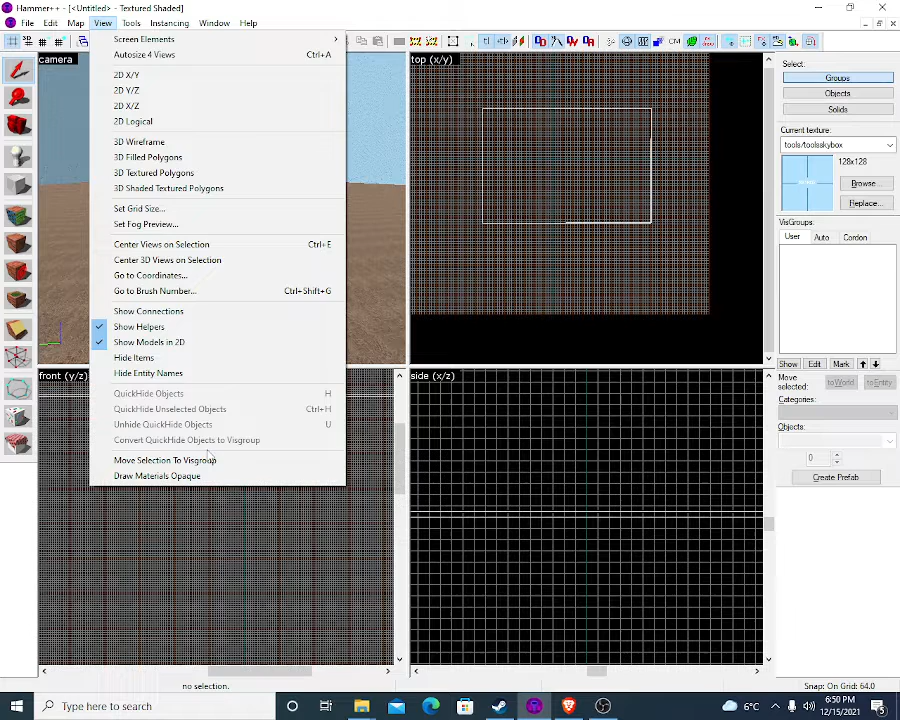 Hammer++ - [<Untitled> - Textured Shaded]
File Edit Map View Tools Instancing Window Help
CM
camera
Screen Elements
Autosize 4 Views Ctrl+A
2D X/Y
2D Y/Z
2D X/Z
2D Logical
3D Wireframe
3D Filled Polygons
3D Textured Polygons
3D Shaded Textured Polygons
Set Grid Size...
Set Fog Preview...
Center Views on Selection Ctrl+E
Center 3D Views on Selection
Go to Coordinates...
Go to Brush Number... Ctrl+Shift+G
Show Connections
Show Helpers
Show Models in 2D
Hide Items
Hide Entity Names
QuickHide Objects H
QuickHide Unselected Objects Ctrl+H
Unhide QuickHide Objects U
Convert QuickHide Objects to Visgroup
Move Selection To Visgroup
Draw Materials Opaque
top (x/y)
front (y/z)
side (x/z)
Select:
Groups
Objects
Solids
Current texture:
tools/toolsskybox
128x128
Browse...
Replace...
VisGroups:
User Auto Cordon
Show Edit Mark
Move selected:
toWorld toEntity
Categories:
Objects:
0
Create Prefab
no selection.
Snap: On Grid: 64.0
Type here to search
6°C
6:50 PM
12/15/2021
5